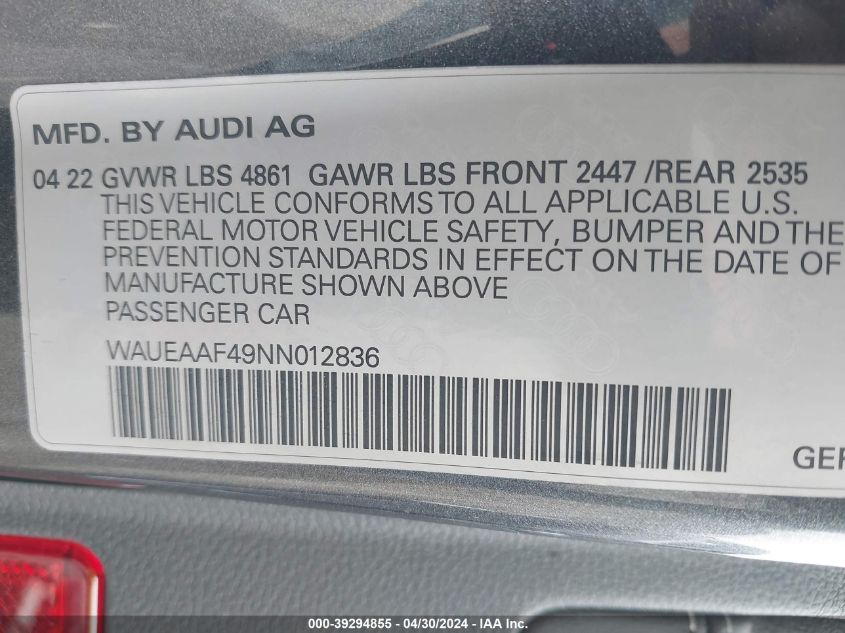 MFD. BY AUDI AG
04 22 GVWR LBS 4861 GAWR LBS FRONT 2447 /REAR 2535
THIS VEHICLE CONFORMS TO ALL APPLICABLE U.S.
FEDERAL MOTOR VEHICLE SAFETY, BUMPER AND THE
PREVENTION STANDARDS IN EFFECT ON THE DATE OF
MANUFACTURE SHOWN ABOVE
PASSENGER CAR
WAUEAAF49NN012836
GER
000-39294855 - 04/30/2024 - IAA Inc.